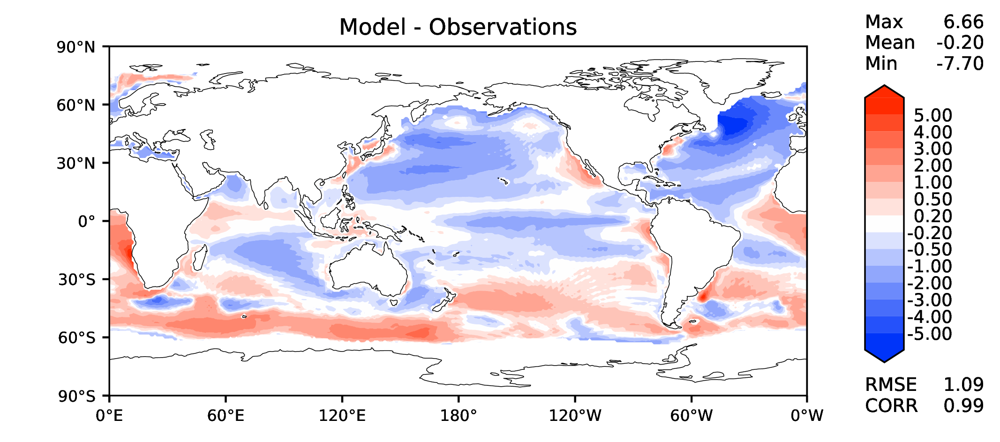 Model - Observations
Max 6.66
Mean -0.20
Min -7.70
90°N
60°N
30°N
0°
30°S
60°S
90°S
0°E 60°E 120°E 180° 120°W 60°W 0°W
5.00
4.00
3.00
2.00
1.00
0.50
0.20
-0.20
-0.50
-1.00
-2.00
-3.00
-4.00
-5.00
RMSE 1.09
CORR 0.99